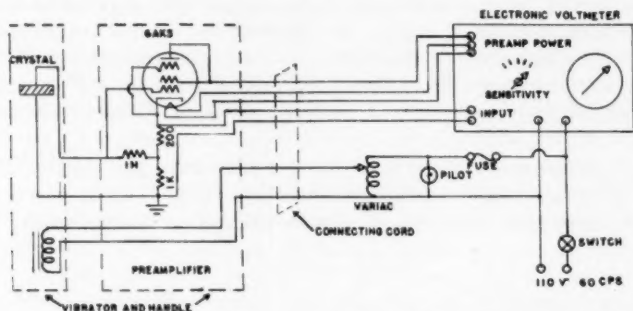 ELECTRONIC VOLTMETER
6AK5
PREAMP POWER
CRYSTAL
SENSITIVITY
INPUT
200
1M
1K
FUSE
PILOT
VARIAC
SWITCH
CONNECTING CORD
PREAMPLIFIER
110 V 60 CPS
VIBRATOR AND HANDLE